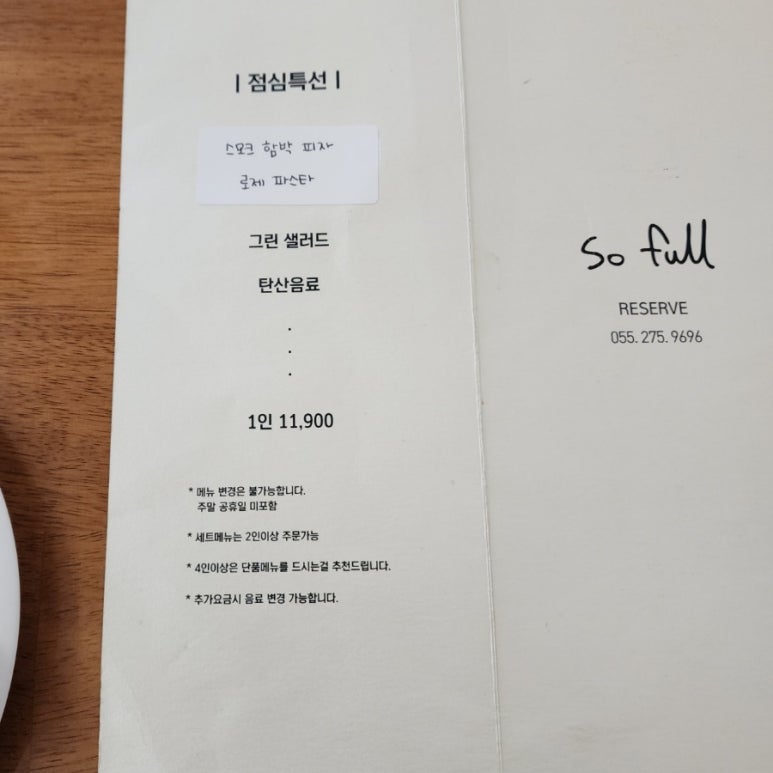 | 점심특선 |
스모크 함박 피자
로제 파스타
그린 샐러드
탄산음료
.
.
.
1인 11,900
* 메뉴 변경은 불가능합니다.
주말 공휴일 미포함
* 세트메뉴는 2인이상 주문가능
* 4인이상은 단품메뉴를 드시는걸 추천드립니다.
* 추가요금시 음료 변경 가능합니다.
So full
RESERVE
055. 275. 9696